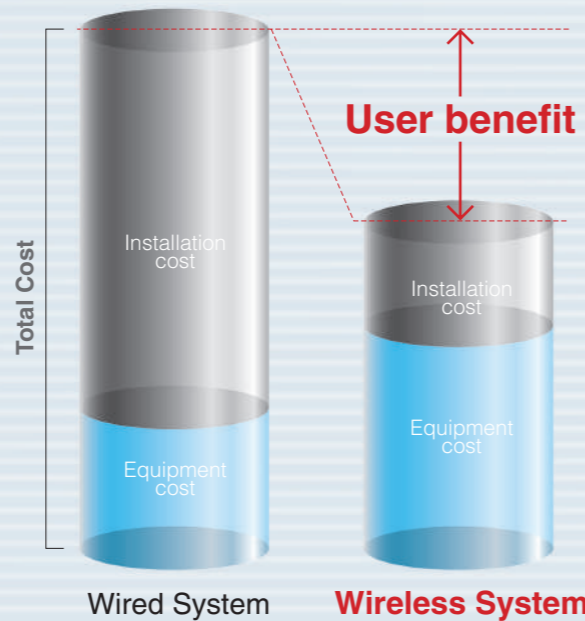 Total Cost
Installation
cost
Equipment
cost
Wired System
User benefit
Installation
cost
Equipment
cost
Wireless System